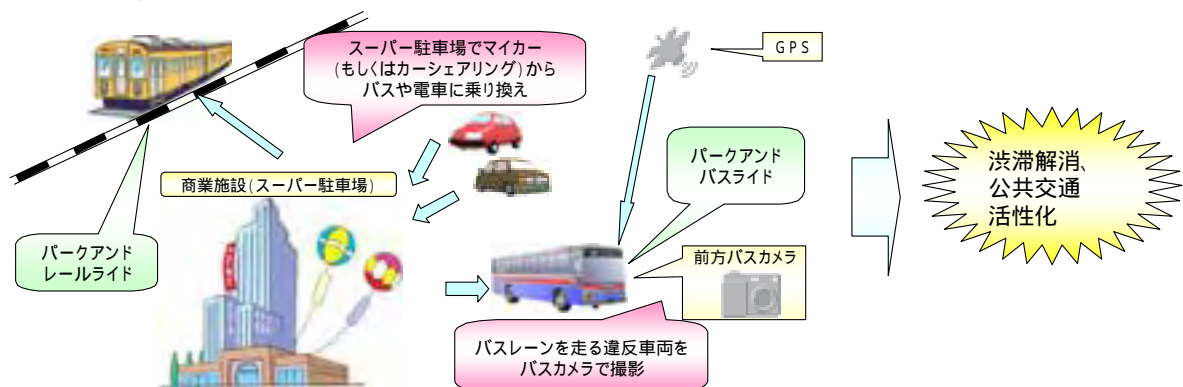 スーパー駐車場でマイカー
(もしくはカーシェアリング)から
バスや電車に乗り換え
GPS
パークアンド
バスライド
渋滞解消、
公共交通
活性化
商業施設(スーパー駐車場)
パークアンド
レールライド
前方バスカメラ
バスレーンを走る違反車両を
バスカメラで撮影